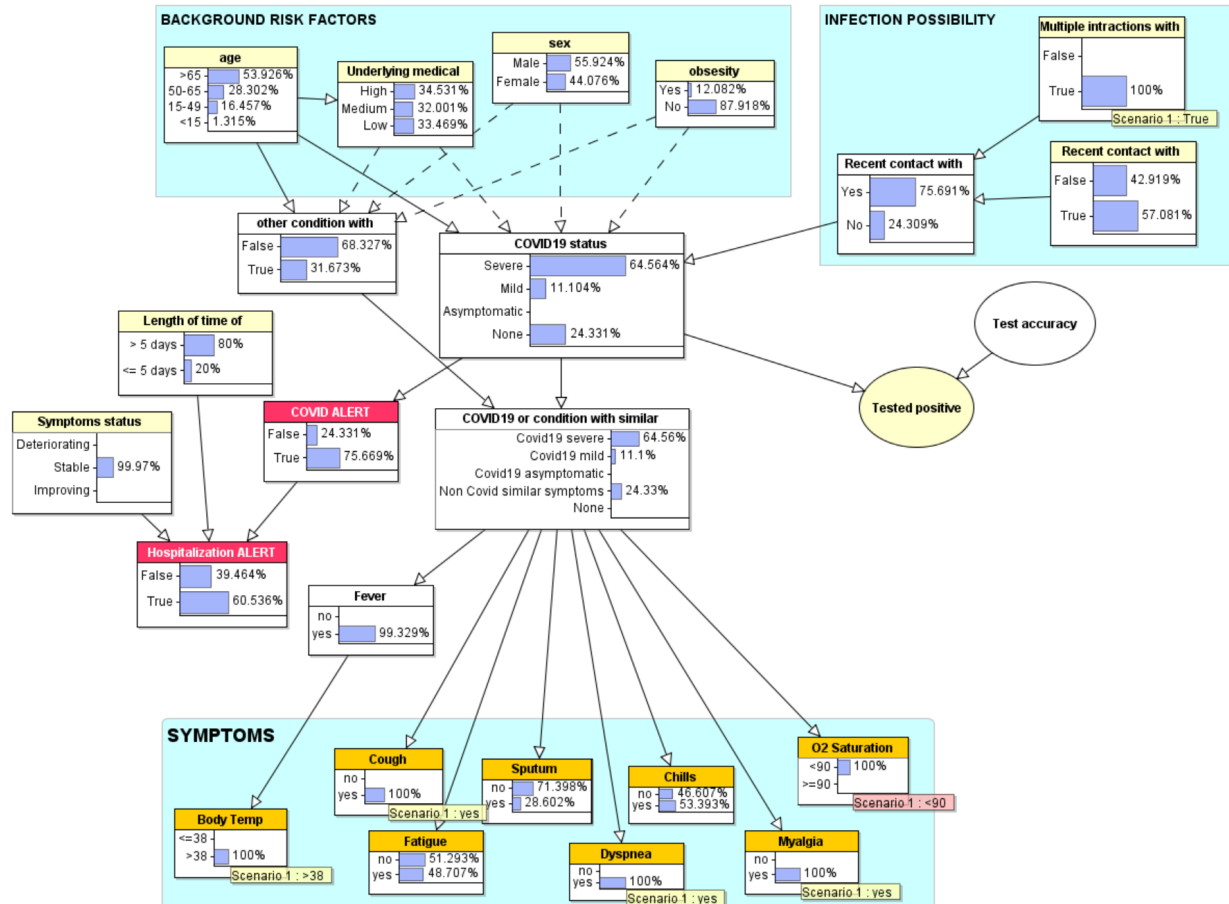 BACKGROUND RISK FACTORS
age
>65 53.926%
50-65 28.302%
15-49 16.457%
<15 1.315%
Underlying medical
High 34.531%
Medium 32.001%
Low 33.469%
sex
Male 55.924%
Female 44.076%
obsesity
Yes 12.082%
No 87.918%
INFECTION POSSIBILITY
Multiple intractions with
False
True 100%
Scenario 1 : True
Recent contact with
Yes 75.691%
No 24.309%
Recent contact with
False 42.919%
True 57.081%
other condition with
False 68.327%
True 31.673%
COVID19 status
Severe 64.564%
Mild 11.104%
Asymptomatic
None 24.331%
Length of time of
> 5 days 80%
<= 5 days 20%
Test accuracy
Tested positive
Symptoms status
Deteriorating
Stable 99.97%
Improving
COVID ALERT
False 24.331%
True 75.669%
COVID19 or condition with similar
Covid19 severe 64.56%
Covid19 mild 11.1%
Covid19 asymptomatic
Non Covid similar symptoms 24.33%
None
Hospitalization ALERT
False 39.464%
True 60.536%
Fever
no
yes 99.329%
SYMPTOMS
Body Temp
<=38
>38 100%
Scenario 1 : >38
Cough
no
yes 100%
Scenario 1 : yes
Fatigue
no 51.293%
yes 48.707%
Sputum
no 71.398%
yes 28.602%
Dyspnea
no
yes 100%
Scenario 1 : yes
Chills
no 46.607%
yes 53.393%
Myalgia
no
yes 100%
Scenario 1 : yes
O2 Saturation
<90 100%
>=90
Scenario 1 : <90